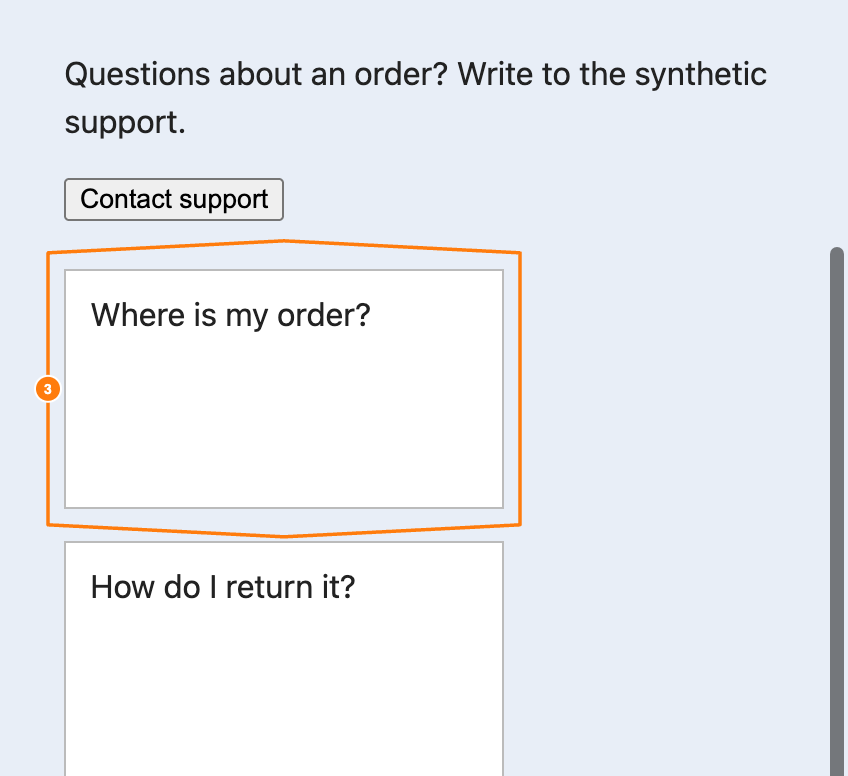 Questions about an order? Write to the synthetic
support.
Contact support
Where is my order?
3
How do I return it?